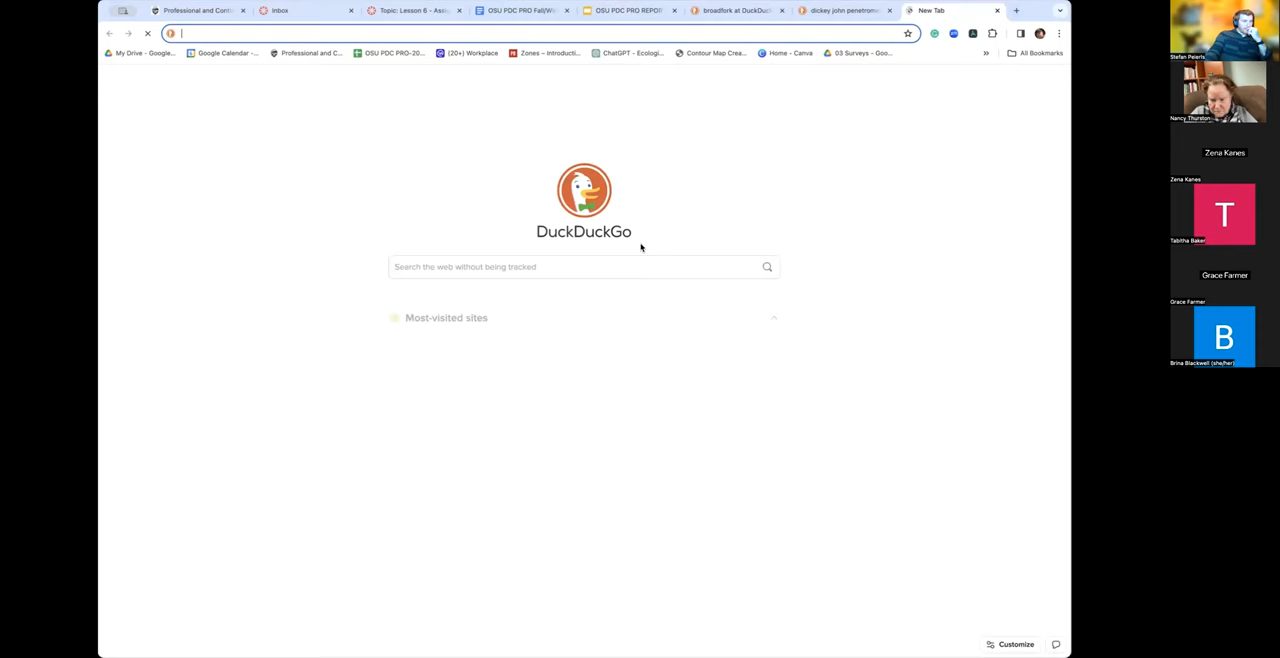 Professional and Conti
Inbox
Topic: Lesson 6 - Assig
OSU PDC PRO Fall/Wi
OSU PDC PRO REPOR
broadfork at DuckDuc
dickey john penetrome
New Tab
My Drive - Google...
Google Calendar -...
Professional and C...
OSU PDC PRO-20...
(20+) Workplace
Zones – Introducti...
ChatGPT - Ecologi...
Contour Map Crea...
Home - Canva
03 Surveys - Goo...
»
All Bookmarks
DuckDuckGo
Search the web without being tracked
Most-visited sites
Customize
Stefan Peierls
Nancy Thurston
Zena Kanes
Zena Kanes
T
Tabitha Baker
Grace Farmer
Grace Farmer
B
Brina Blackwell (she/her)